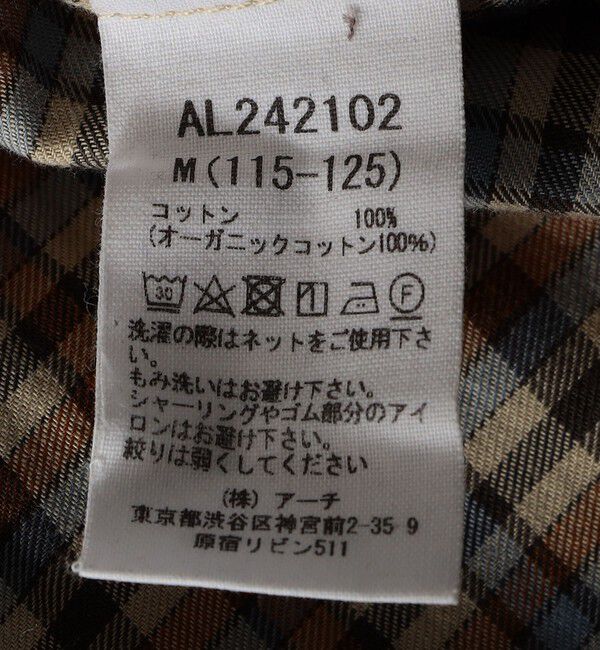 AL242102
M(115-125)
コットン 100%
(オーガニックコットン100%)
30 F
洗濯の際はネットをご使用下さ
い。
もみ洗いはお避け下さい。
シャーリングやゴム部分のアイ
ロンはお避け下さい。
絞りは弱くしてください
(株) アーチ
東京都渋谷区神宮前2-35-9
原宿リビン511